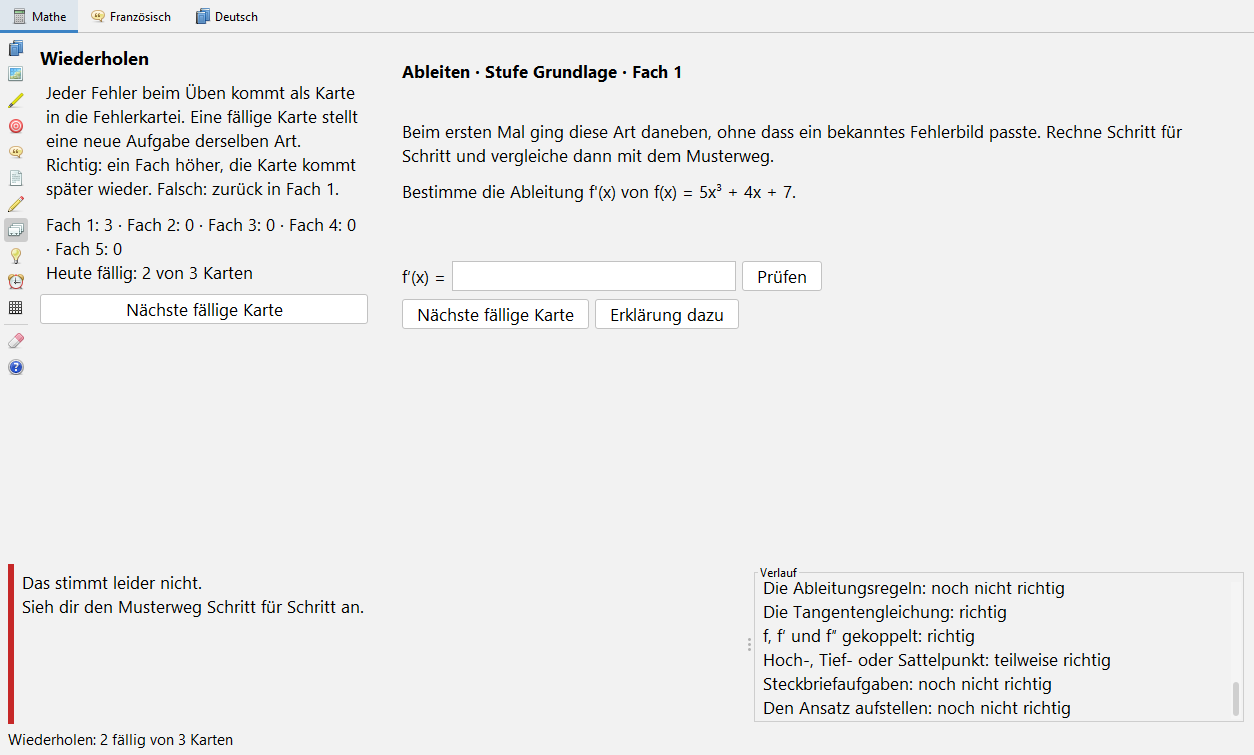 Mathe
Französisch
Deutsch
Wiederholen
Jeder Fehler beim Üben kommt als Karte
in die Fehlerkartei. Eine fällige Karte stellt
eine neue Aufgabe derselben Art.
Richtig: ein Fach höher, die Karte kommt
später wieder. Falsch: zurück in Fach 1.
Fach 1: 3 · Fach 2: 0 · Fach 3: 0 · Fach 4: 0
· Fach 5: 0
Heute fällig: 2 von 3 Karten
Nächste fällige Karte
Ableiten · Stufe Grundlage · Fach 1
Beim ersten Mal ging diese Art daneben, ohne dass ein bekanntes Fehlerbild passte. Rechne Schritt für
Schritt und vergleiche dann mit dem Musterweg.
Bestimme die Ableitung f′(x) von f(x) = 5x³ + 4x + 7.
f′(x) =
Prüfen
Nächste fällige Karte
Erklärung dazu
Das stimmt leider nicht.
Sieh dir den Musterweg Schritt für Schritt an.
Verlauf
Die Ableitungsregeln: noch nicht richtig
Die Tangentengleichung: richtig
f, f′ und f″ gekoppelt: richtig
Hoch-, Tief- oder Sattelpunkt: teilweise richtig
Steckbriefaufgaben: noch nicht richtig
Den Ansatz aufstellen: noch nicht richtig
Wiederholen: 2 fällig von 3 Karten